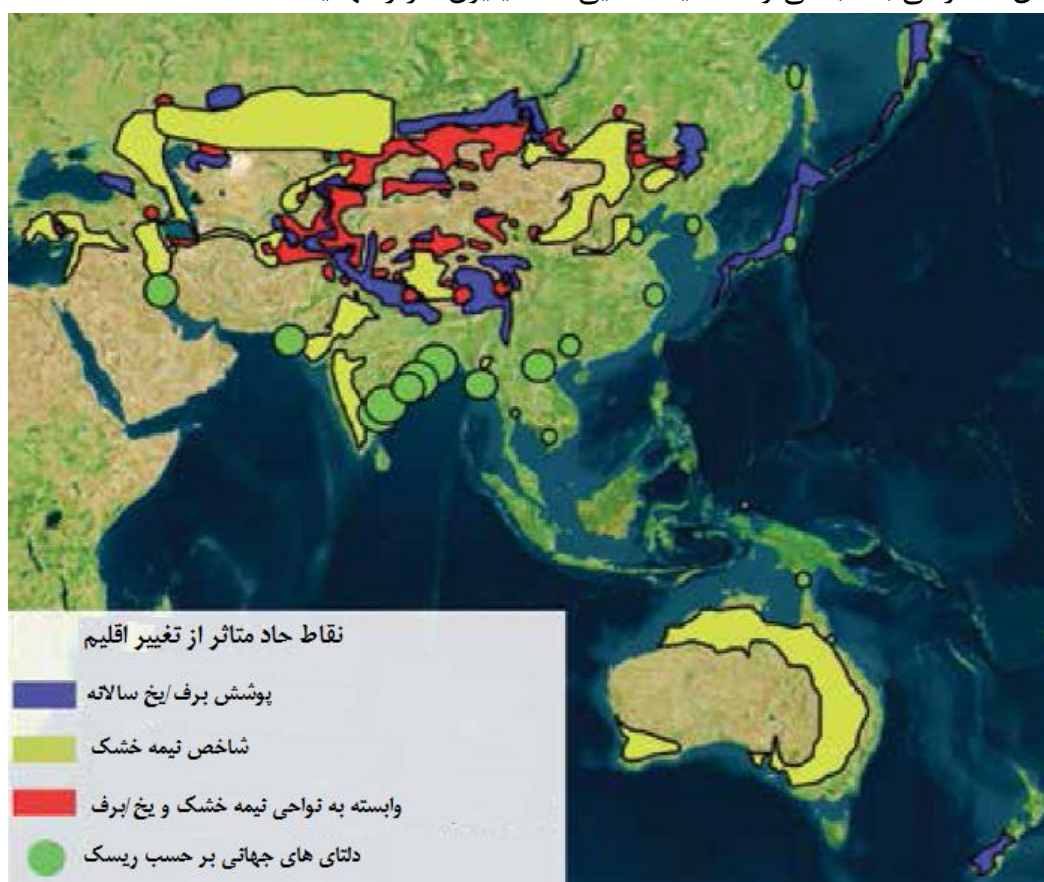 نقاط حاد متاثر از تغییر اقلیم
پوشش برف/یخ سالانه
شاخص نیمه خشک
وابسته به نواحی نیمه خشک و یخ/برف
دلتای های جهانی بر حسب ریسک